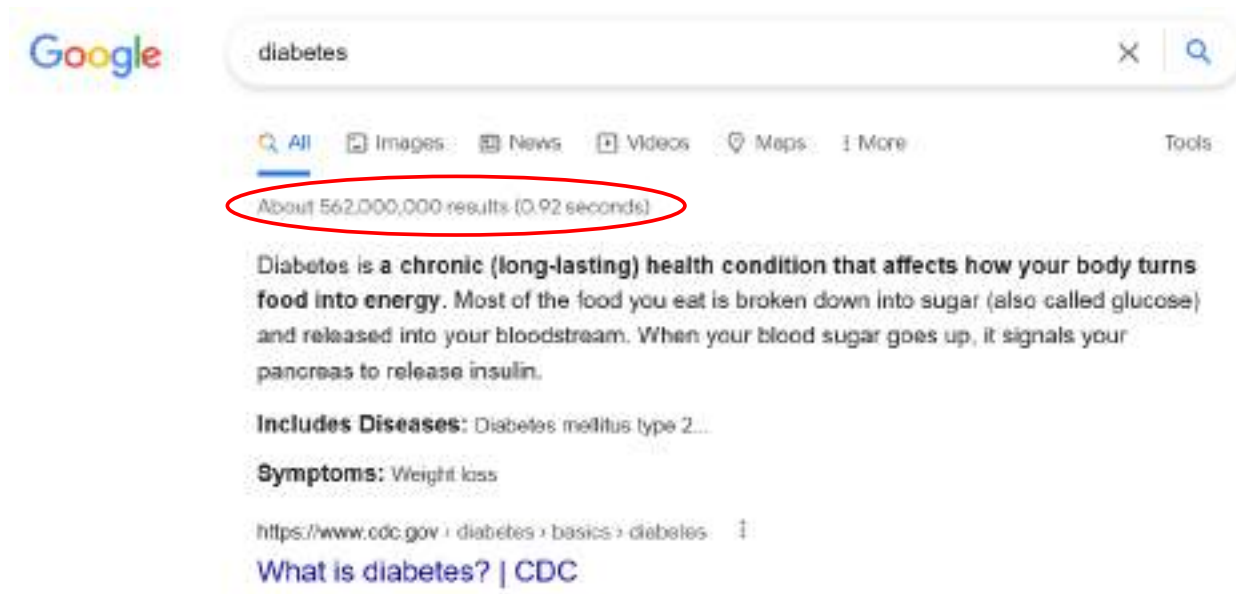 Google diabetes
All Images News Videos Maps More Tools
About 562,000,000 results (0.92 seconds)
Diabetes is a chronic (long-lasting) health condition that affects how your body turns
food into energy. Most of the food you eat is broken down into sugar (also called glucose)
and released into your bloodstream. When your blood sugar goes up, it signals your
pancreas to release insulin.
Includes Diseases: Diabetes mellitus type 2...
Symptoms: Weight loss
https://www.cdc.gov › diabetes › basics › diabetes
What is diabetes? | CDC